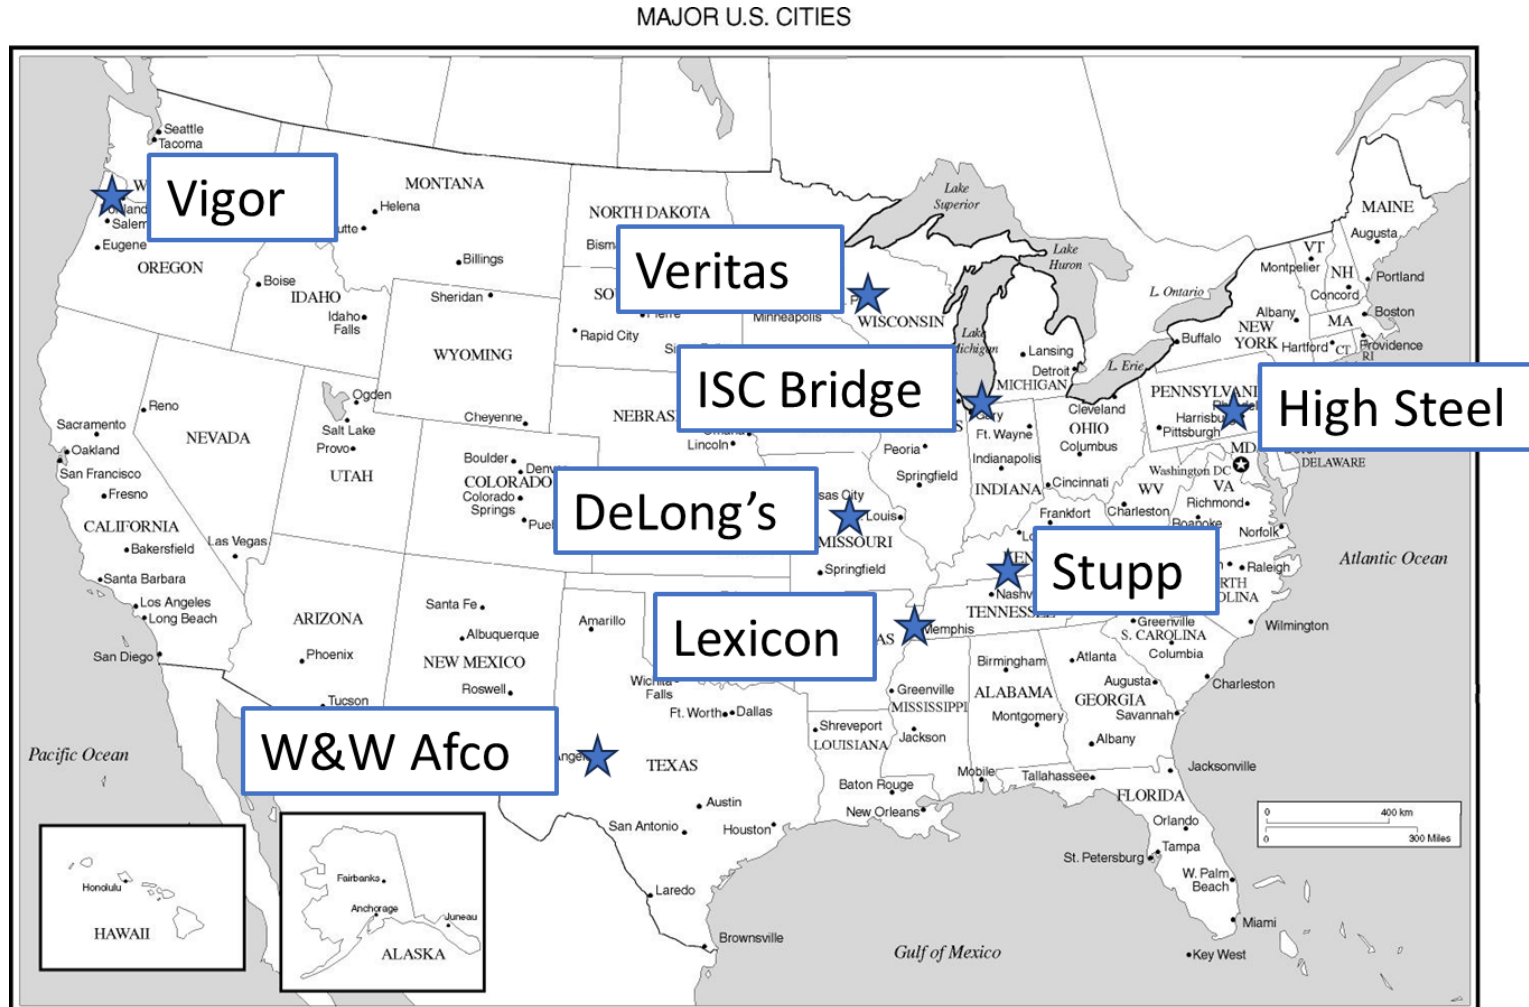 MAJOR U.S. CITIES
Seattle
Tacoma
Vigor
W
Salem
Eugene
OREGON
MONTANA
Helena
Billings
Boise
IDAHO
Idaho
Falls
Sheridan
WYOMING
Cheyenne
NORTH DAKOTA
Rapid City
Veritas
Minneapolis
WISCONSIN
Lake
Superior
Lake
Huron
Lake
Michigan
L. Ontario
L. Erie
Lansing
Detroit
MICHIGAN
MAINE
Augusta
VT
Montpelier
NH
Concord
Portland
Albany
MA
Boston
NEW
YORK
Hartford
CT
Providence
RI
Buffalo
ISC Bridge
Gary
Ft. Wayne
Cleveland
OHIO
Columbus
PENNSYLVANI
Harrisburg
Pittsburgh
High Steel
MD
Washington DC
DELAWARE
Reno
Sacramento
Oakland
San Francisco
Fresno
NEVADA
CALIFORNIA
Bakersfield
Las Vegas
Santa Barbara
Los Angeles
Long Beach
San Diego
Ogden
Salt Lake
Provo
UTAH
Boulder
COLORADO
Colorado
Springs
Lincoln
Peoria
Springfield
Indianapolis
INDIANA
Cincinnati
WV
VA
Charleston
Richmond
Roanoke
Norfolk
Frankfort
DeLong's
Louis
MISSOURI
Springfield
Stupp
Nashv
TENNESSEE
Raleigh
Wilmington
Atlantic Ocean
ARIZONA
Phoenix
Tucson
Santa Fe
Albuquerque
NEW MEXICO
Roswell
Amarillo
Lexicon
AS
Memphis
Greenville
S. CAROLINA
Columbia
Charleston
Birmingham
ALABAMA
Montgomery
Atlanta
Augusta
GEORGIA
Savannah
Albany
Greenville
MISSISSIPPI
Jackson
Wichita
Falls
Ft. Worth
Dallas
Shreveport
LOUISIANA
W&W Afco
TEXAS
Austin
San Antonio
Houston
Laredo
Brownsville
Baton Rouge
New Orleans
Mobile
Tallahassee
Jacksonville
FLORIDA
Orlando
Tampa
St. Petersburg
W. Palm
Beach
Miami
Key West
Pacific Ocean
Gulf of Mexico
Honolulu
HAWAII
Fairbanks
Anchorage
Juneau
ALASKA
0
400 km
0
300 Miles